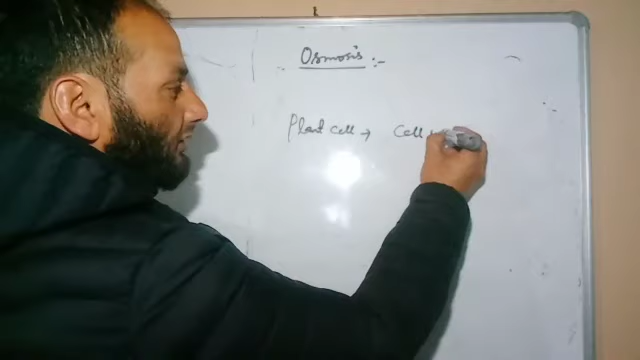 Osmosis :-
Plant cell → Cell